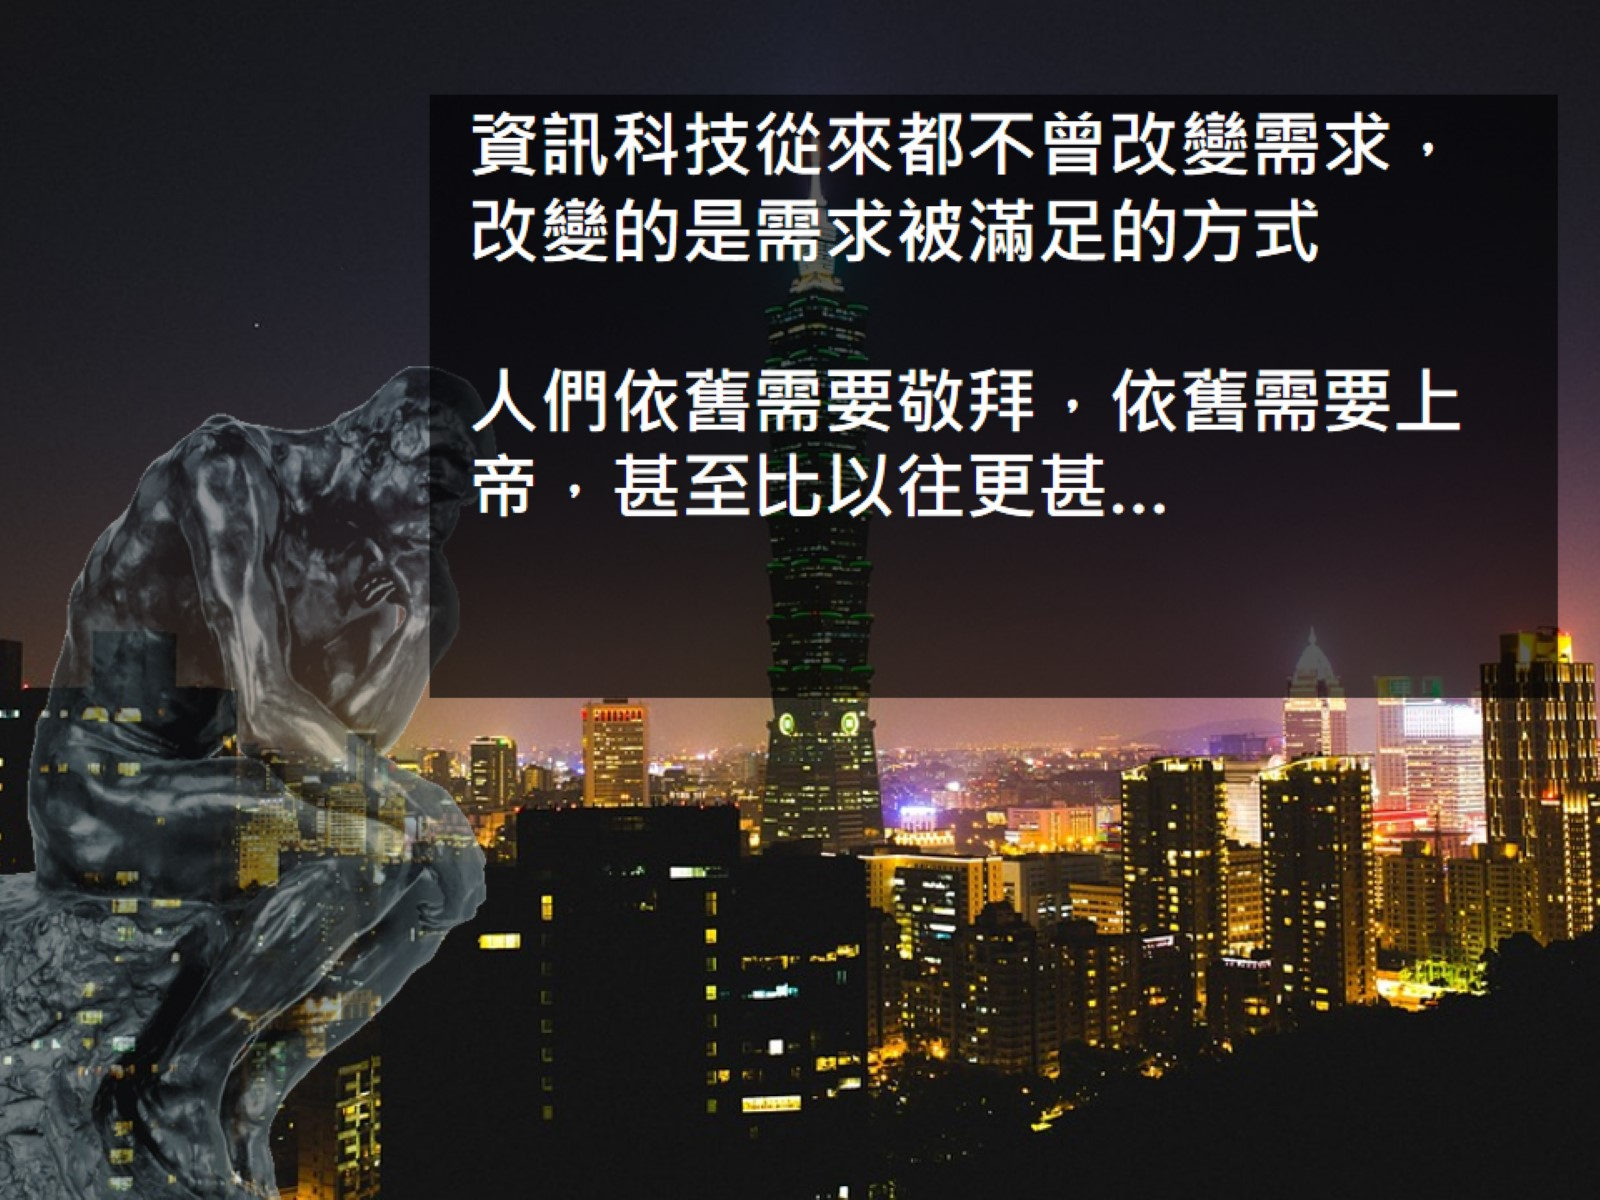 資訊科技從來都不曾改變需求，
改變的是需求被滿足的方式
人們依舊需要敬拜，依舊需要上
帝，甚至比以往更甚...